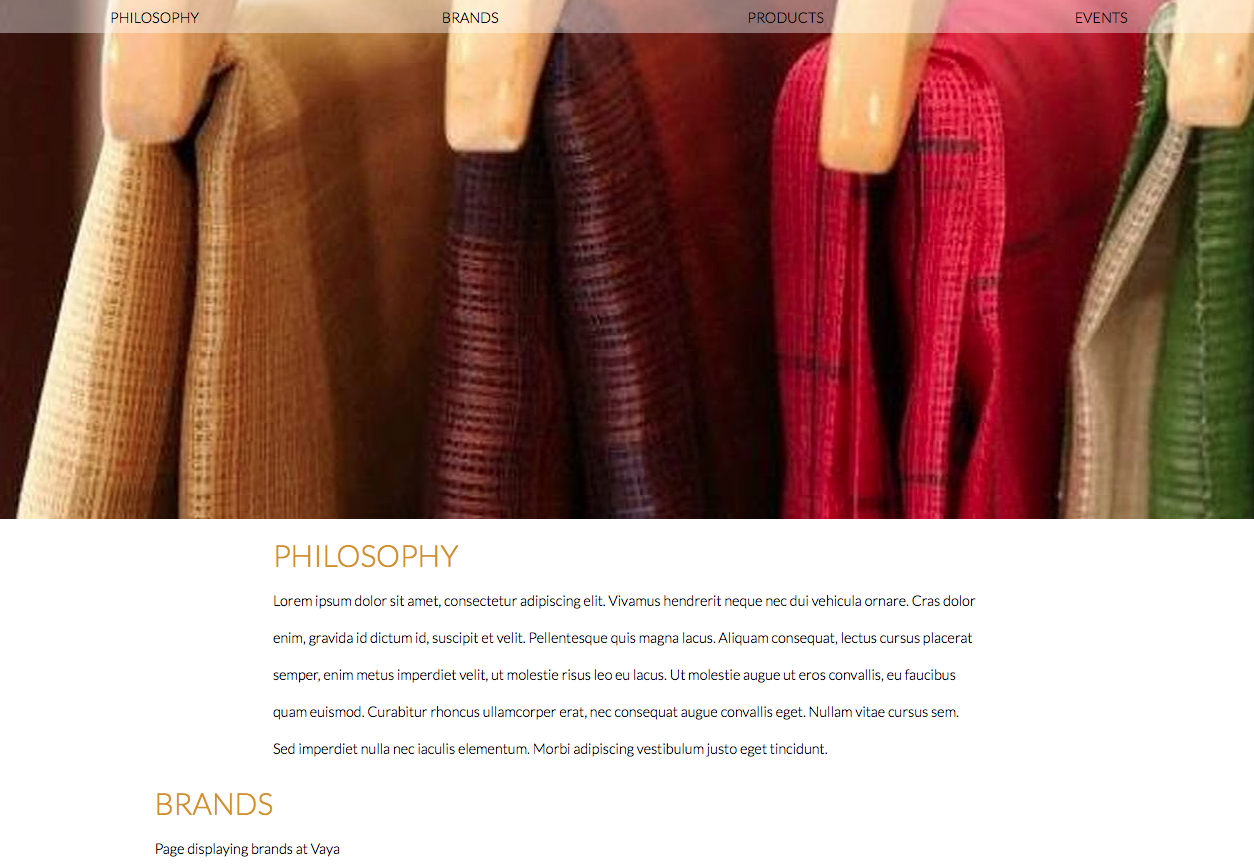 PHILOSOPHY BRANDS PRODUCTS EVENTS
PHILOSOPHY
Lorem ipsum dolor sit amet, consectetur adipiscing elit. Vivamus hendrerit neque nec dui vehicula ornare. Cras dolor
enim, gravida id dictum id, suscipit et velit. Pellentesque quis magna lacus. Aliquam consequat, lectus cursus placerat
semper, enim metus imperdiet velit, ut molestie risus leo eu lacus. Ut molestie augue ut eros convallis, eu faucibus
quam euismod. Curabitur rhoncus ullamcorper erat, nec consequat augue convallis eget. Nullam vitae cursus sem.
Sed imperdiet nulla nec iaculis elementum. Morbi adipiscing vestibulum justo eget tincidunt.
BRANDS
Page displaying brands at Vaya